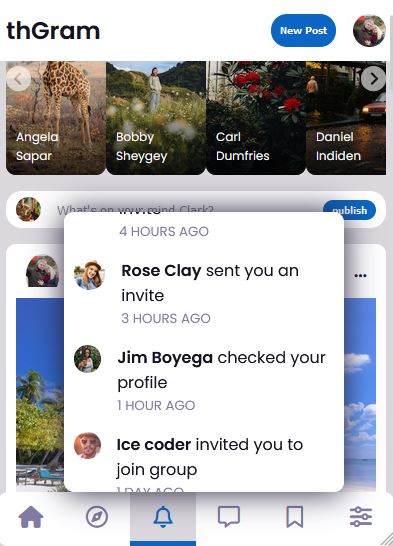 thGram
New Post
Angela
Sapar
Bobby
Sheygey
Carl
Dumfries
Daniel
Indiden
What's on your mind Clark?
publish
4 HOURS AGO
Rose Clay sent you an
invite
3 HOURS AGO
Jim Boyega checked your
profile
1 HOUR AGO
Ice coder invited you to
join group
1 DAY AGO